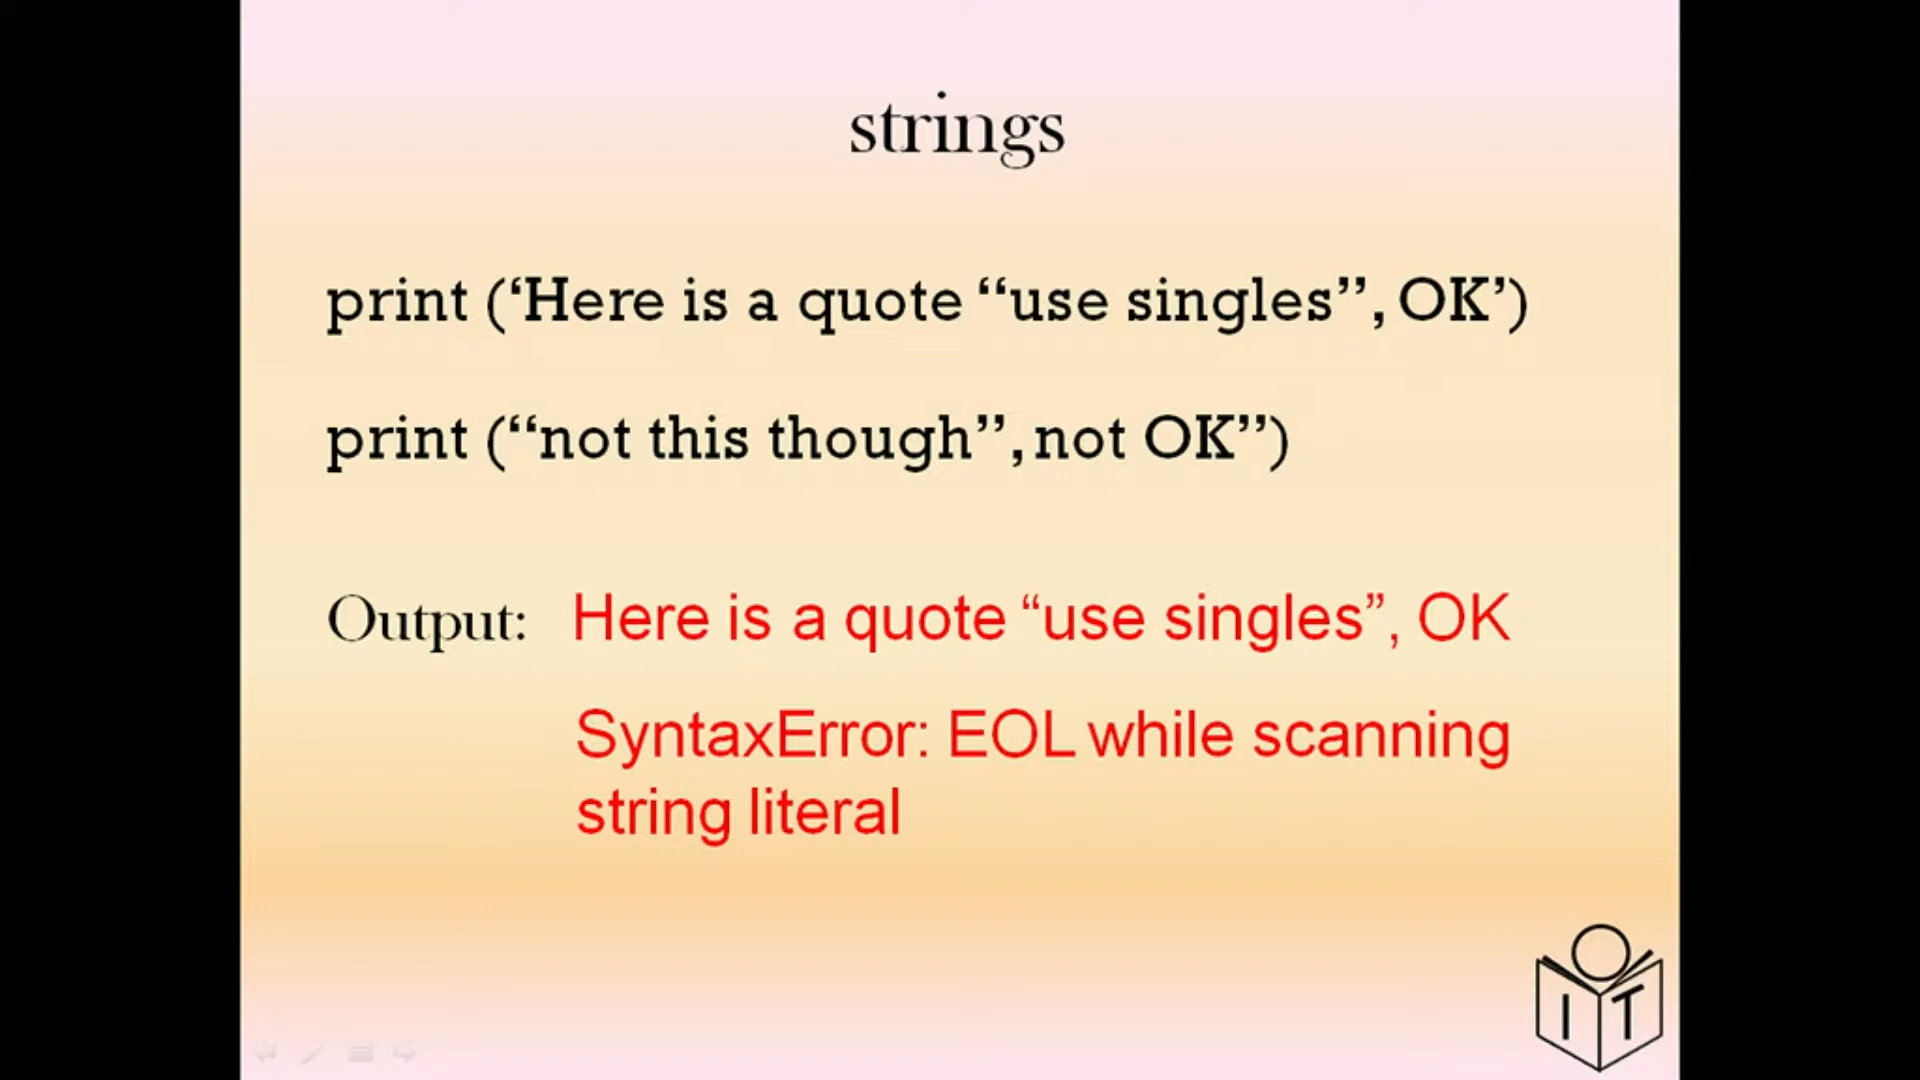 strings
print (‘Here is a quote “use singles”, OK’)
print (“not this though”, not OK”)
Output: Here is a quote “use singles”, OK
SyntaxError: EOL while scanning
string literal
I T